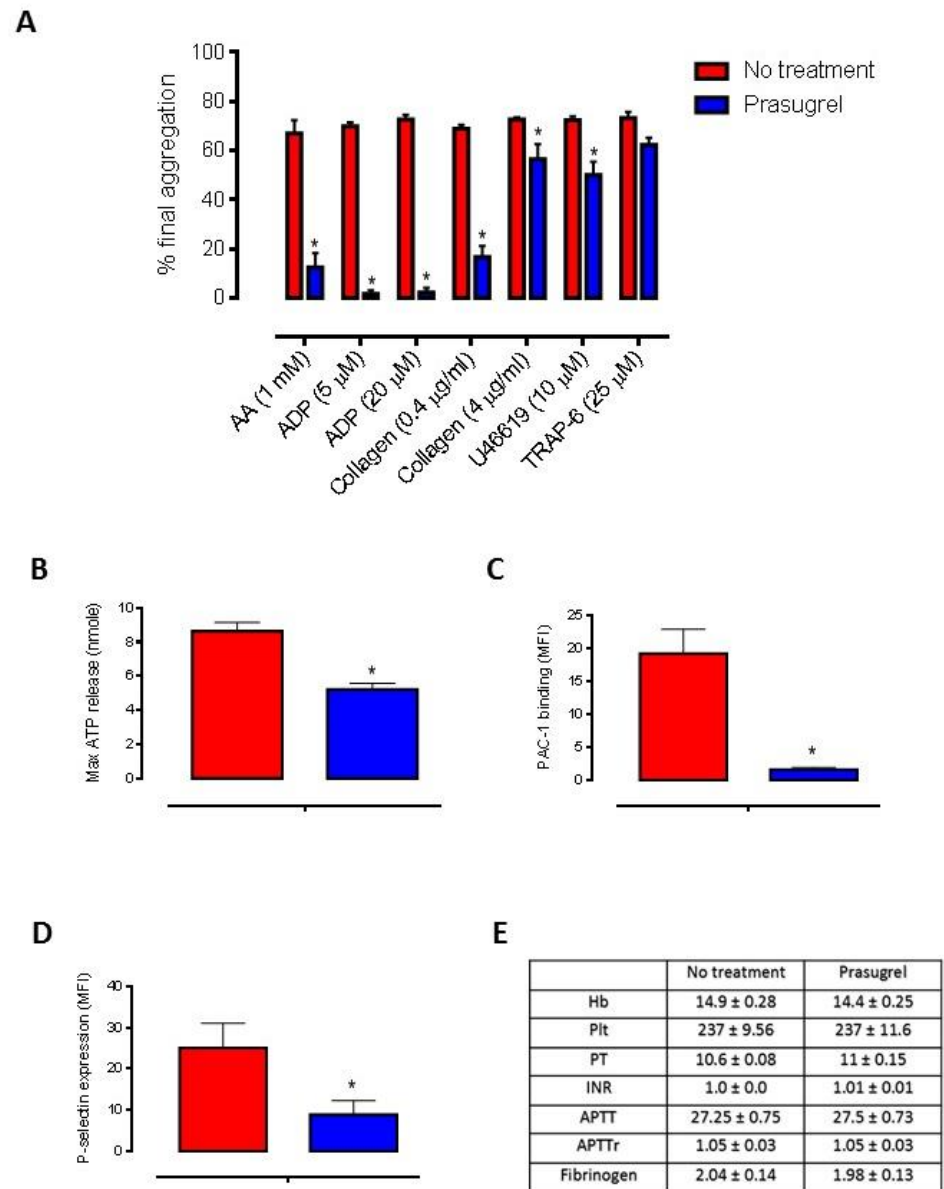 A
100
80
60
40
20
0
% final aggregation
No treatment
Prasugrel
*
*
*
*
*
*
AA (1 mM)
ADP (5 µM)
ADP (20 µM)
Collagen (0.4 µg/ml)
Collagen (4 µg/ml)
U46619 (10 µM)
TRAP-6 (25 µM)
B
Max ATP release (nmole)
10
8
6
4
2
0
*
C
PAC-1 binding (MFI)
25
20
15
10
5
0
*
D
P-selectin expression (MFI)
40
30
20
10
0
*
E
No treatment Prasugrel
Hb 14.9 ± 0.28 14.4 ± 0.25
Plt 237 ± 9.56 237 ± 11.6
PT 10.6 ± 0.08 11 ± 0.15
INR 1.0 ± 0.0 1.01 ± 0.01
APTT 27.25 ± 0.75 27.5 ± 0.73
APTTr 1.05 ± 0.03 1.05 ± 0.03
Fibrinogen 2.04 ± 0.14 1.98 ± 0.13